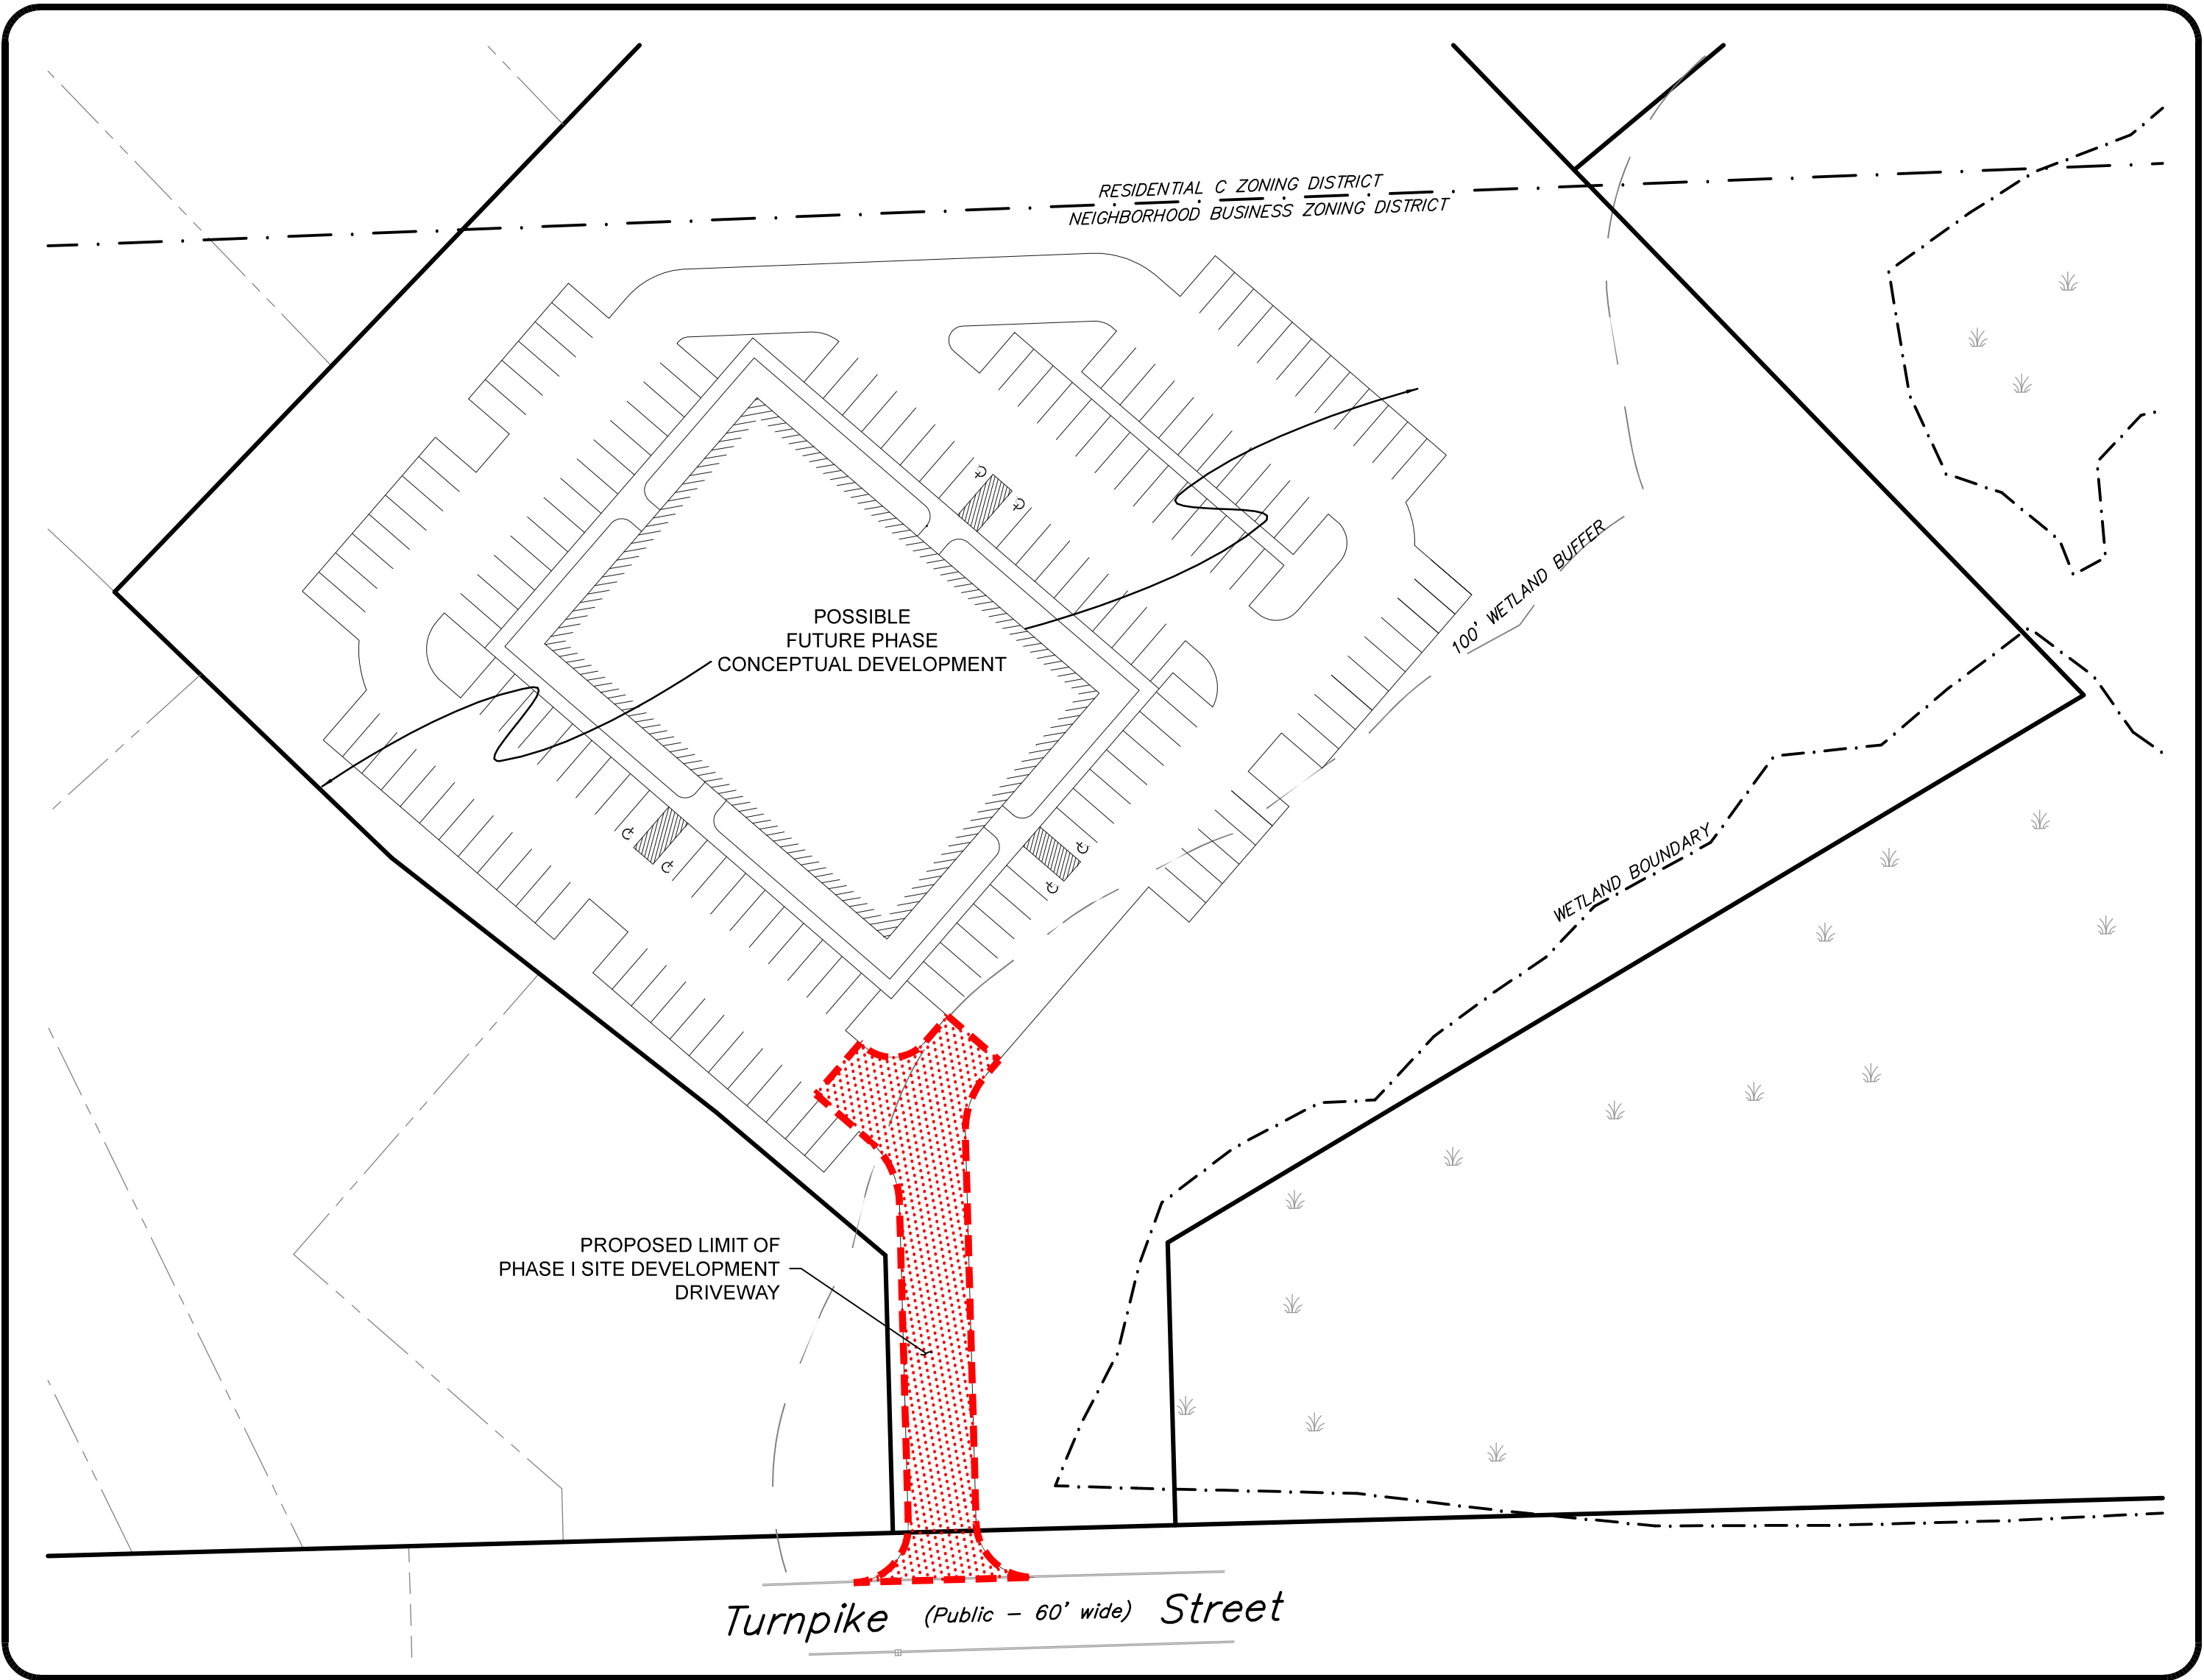 RESIDENTIAL C ZONING DISTRICT
NEIGHBORHOOD BUSINESS ZONING DISTRICT
100' WETLAND BUFFER
POSSIBLE
FUTURE PHASE
CONCEPTUAL DEVELOPMENT
WETLAND BOUNDARY
PROPOSED LIMIT OF
PHASE I SITE DEVELOPMENT
DRIVEWAY
Turnpike (Public - 60' wide) Street